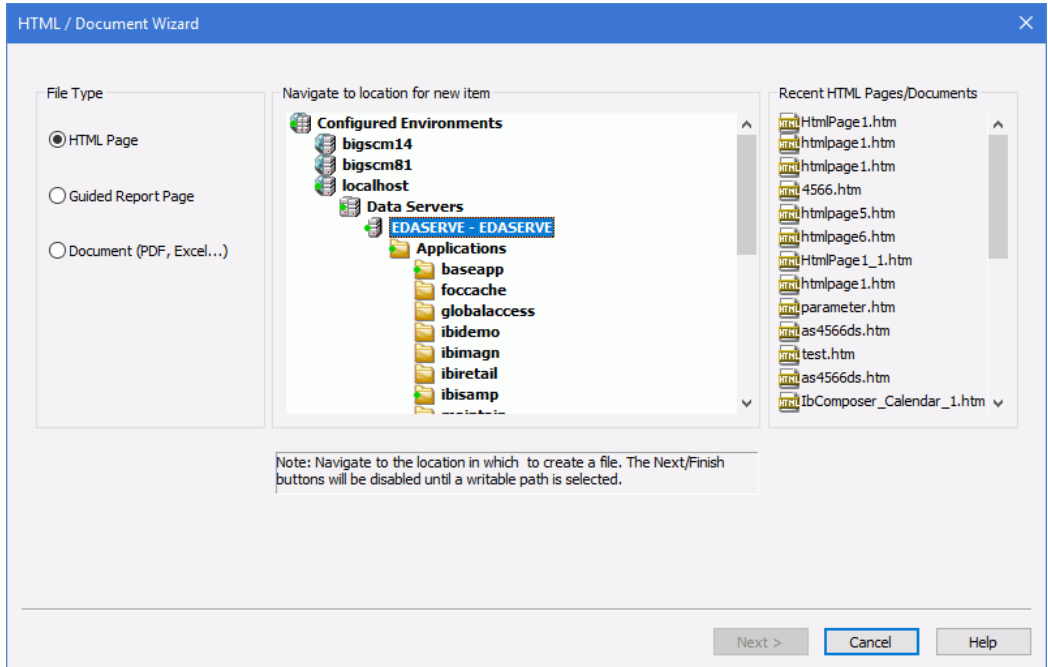 HTML / Document Wizard
File Type
HTML Page
Guided Report Page
Document (PDF, Excel...)
Navigate to location for new item
Configured Environments
bigscm14
bigscm81
localhost
Data Servers
EDASERVE - EDASERVE
Applications
baseapp
foccache
globalaccess
ibidemo
ibimagn
ibiretail
ibisamp
Recent HTML Pages/Documents
HtmlPage1.htm
htmlpage1.htm
htmlpage1.htm
4566.htm
htmlpage5.htm
htmlpage6.htm
HtmlPage1_1.htm
htmlpage1.htm
parameter.htm
as4566ds.htm
test.htm
as4566ds.htm
IbComposer_Calendar_1.htm
Note: Navigate to the location in which to create a file. The Next/Finish
buttons will be disabled until a writable path is selected.
Next >
Cancel
Help